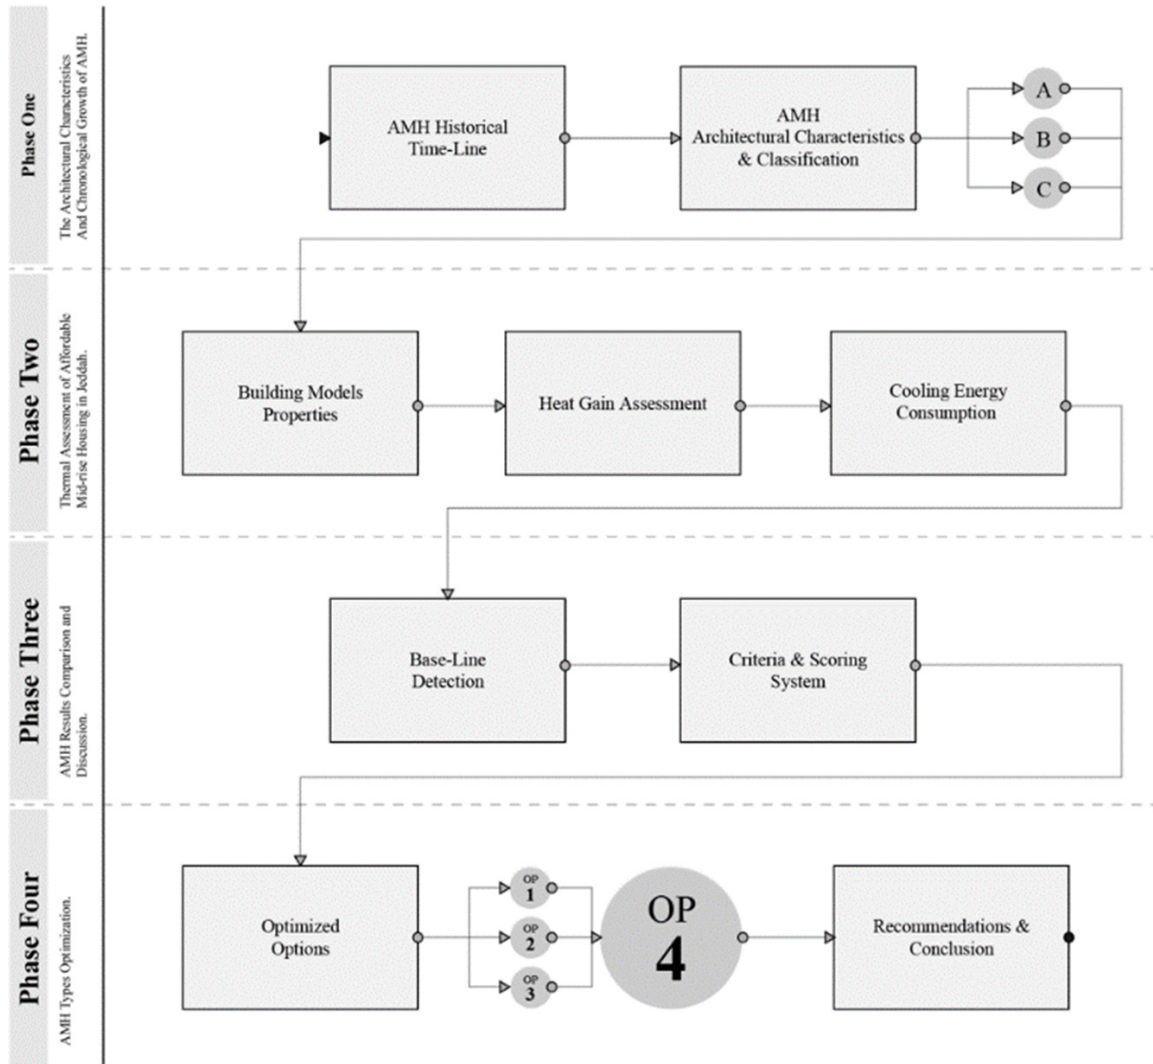 Phase One
The Architectural Characteristics
And Chronological Growth of AMH.
AMH Historical
Time-Line
AMH
Architectural Characteristics
& Classification
A
B
C
Phase Two
Thermal Assessment of Affordable
Mid-rise Housing in Jeddah.
Building Models
Properties
Heat Gain Assessment
Cooling Energy
Consumption
Phase Three
AMH Results Comparison and
Discussion.
Base-Line
Detection
Criteria & Scoring
System
Phase Four
AMH Types Optimization.
Optimized
Options
OP
1
OP
2
OP
3
OP
4
Recommendations &
Conclusion